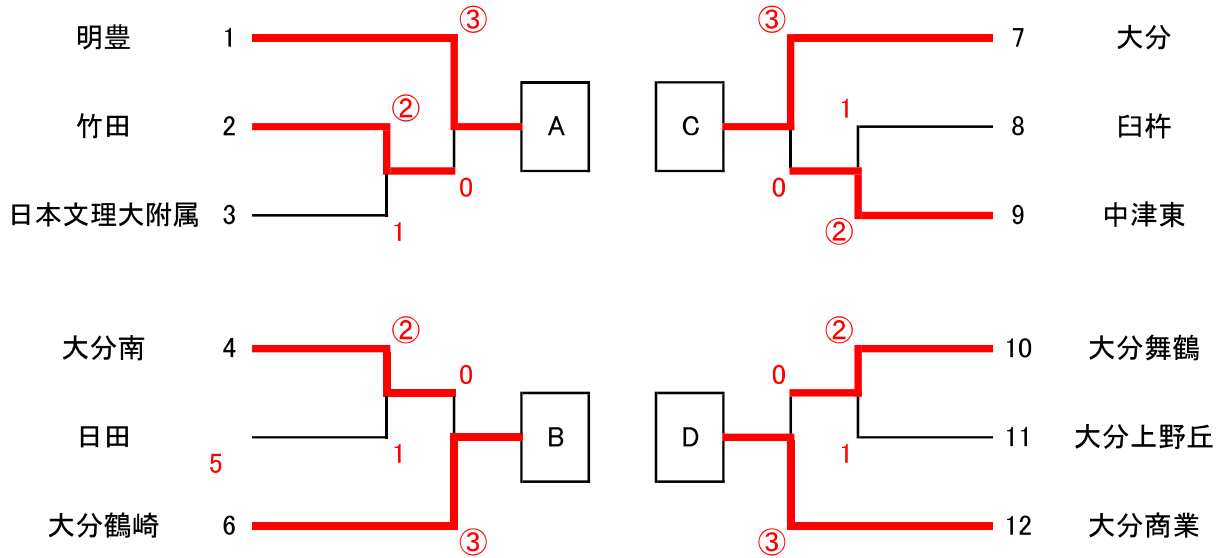 ③ ③
明豊 1 7 大分
竹田 2 ② A C 1 8 臼杵
0 0
日本文理大附属 3 1 ② 9 中津東
大分南 4 ② ② 10 大分舞鶴
0 0
日田 5 1 B D 1 11 大分上野丘
大分鶴崎 6 ③ ③ 12 大分商業